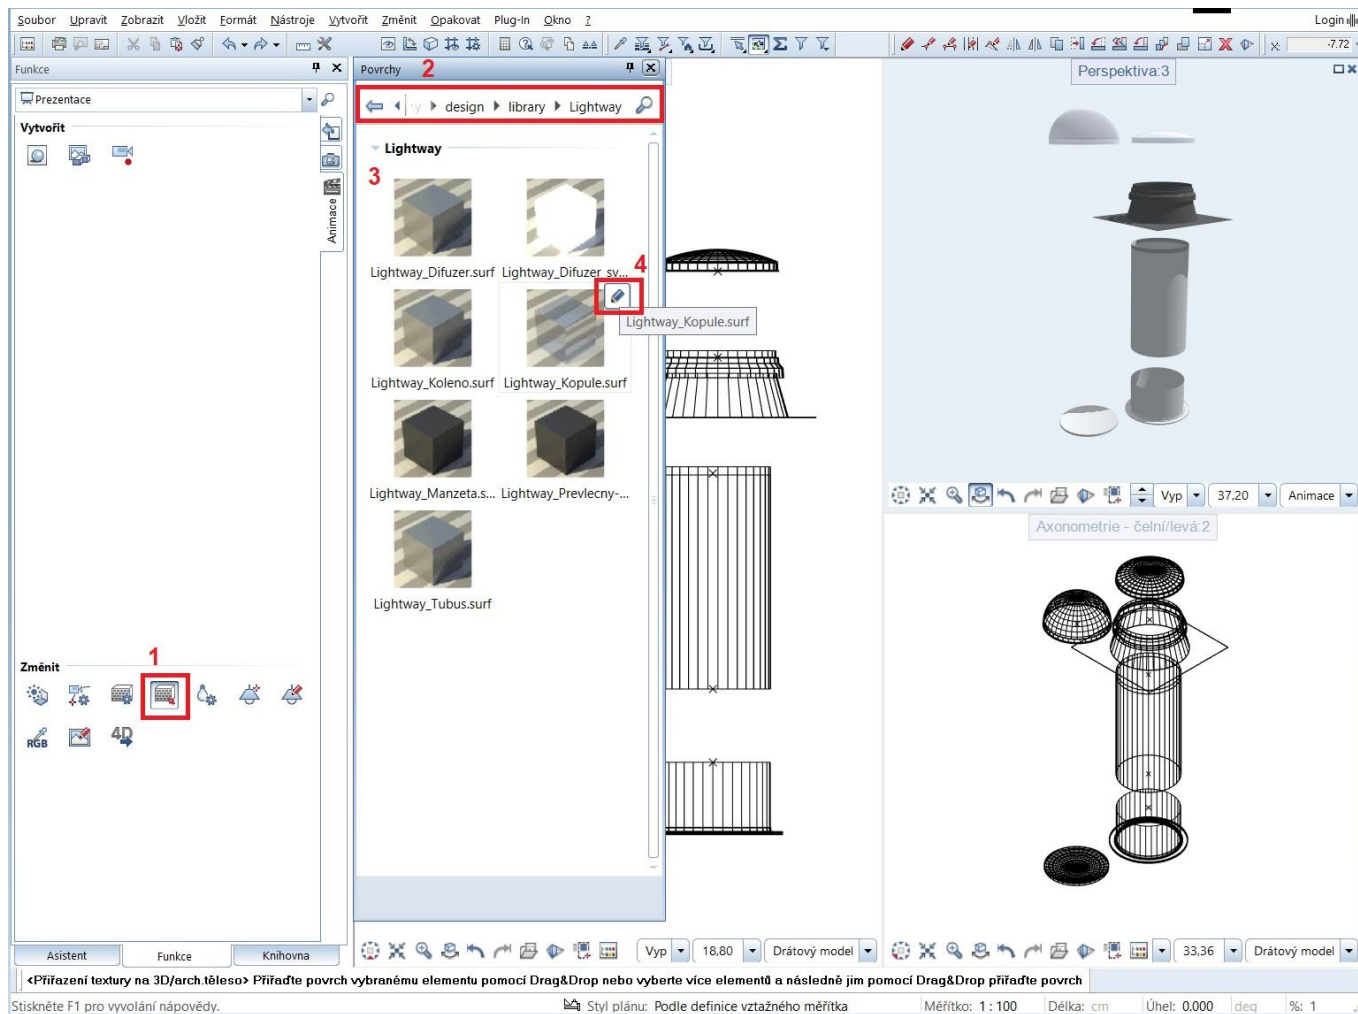 Soubor Upravit Zobrazit Vložit Formát Nástroje Vytvořit Změnit Opakovat Plug-In Okno ? Login
-7.72
Funkce
Povrchy 2
Perspektiva:3
Prezentace
design library Lightway
Vytvořit
Lightway
3
Animace
Lightway_Difuzer.surf Lightway_Difuzer_sv...
4
Lightway_Kopule.surf
Lightway_Koleno.surf Lightway_Kopule.surf
Lightway_Manzeta.s... Lightway_Prevlecny-...
Vyp 37,20 Animace
Axonometrie - čelní/levá:2
Lightway_Tubus.surf
1
Změnit
RGB 4D
Asistent Funkce Knihovna
Vyp 18,80 Drátový model
33,36 Drátový model
<Přiřazení textury na 3D/arch.těleso> Přiřaďte povrch vybranému elementu pomocí Drag&Drop nebo vyberte více elementů a následně jim pomocí Drag&Drop přiřaďte povrch
Stiskněte F1 pro vyvolání nápovědy. Styl plánu: Podle definice vztažného měřítka Měřítko: 1 : 100 Délka: cm Úhel: 0.000 deg %: 1